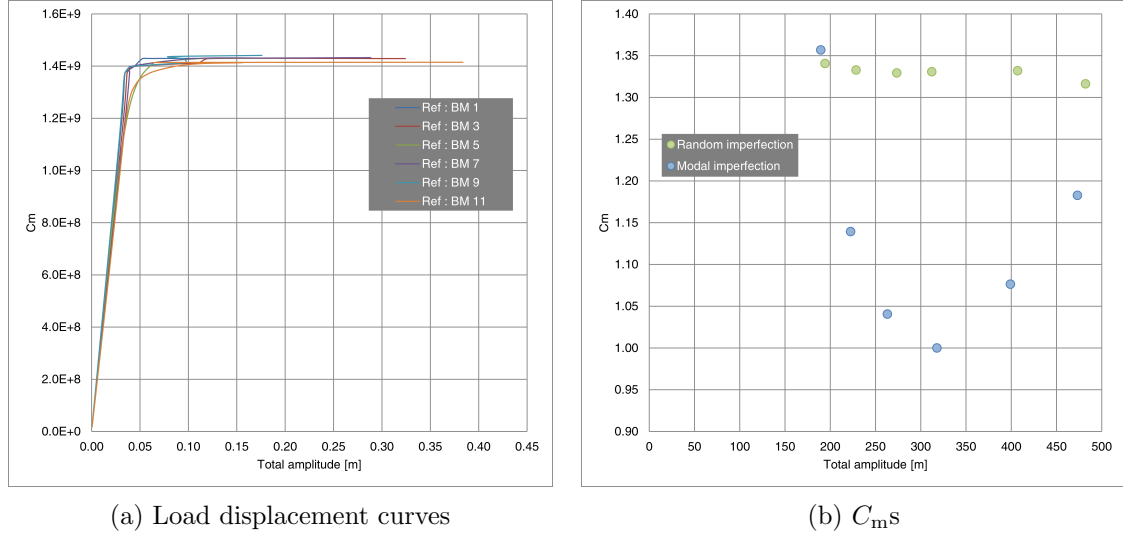 1.6E+9
1.4E+9
1.2E+9
1.0E+9
8.0E+8
6.0E+8
4.0E+8
2.0E+8
0.0E+0
Cm
Ref : BM 1
Ref : BM 3
Ref : BM 5
Ref : BM 7
Ref : BM 9
Ref : BM 11
0.00 0.05 0.10 0.15 0.20 0.25 0.30 0.35 0.40 0.45
Total amplitude [m]
(a) Load displacement curves
1.40
1.35
1.30
1.25
1.20
1.15
1.10
1.05
1.00
0.95
0.90
Cm
Random imperfection
Modal imperfection
0 50 100 150 200 250 300 350 400 450 500
Total amplitude [m]
(b) Cms